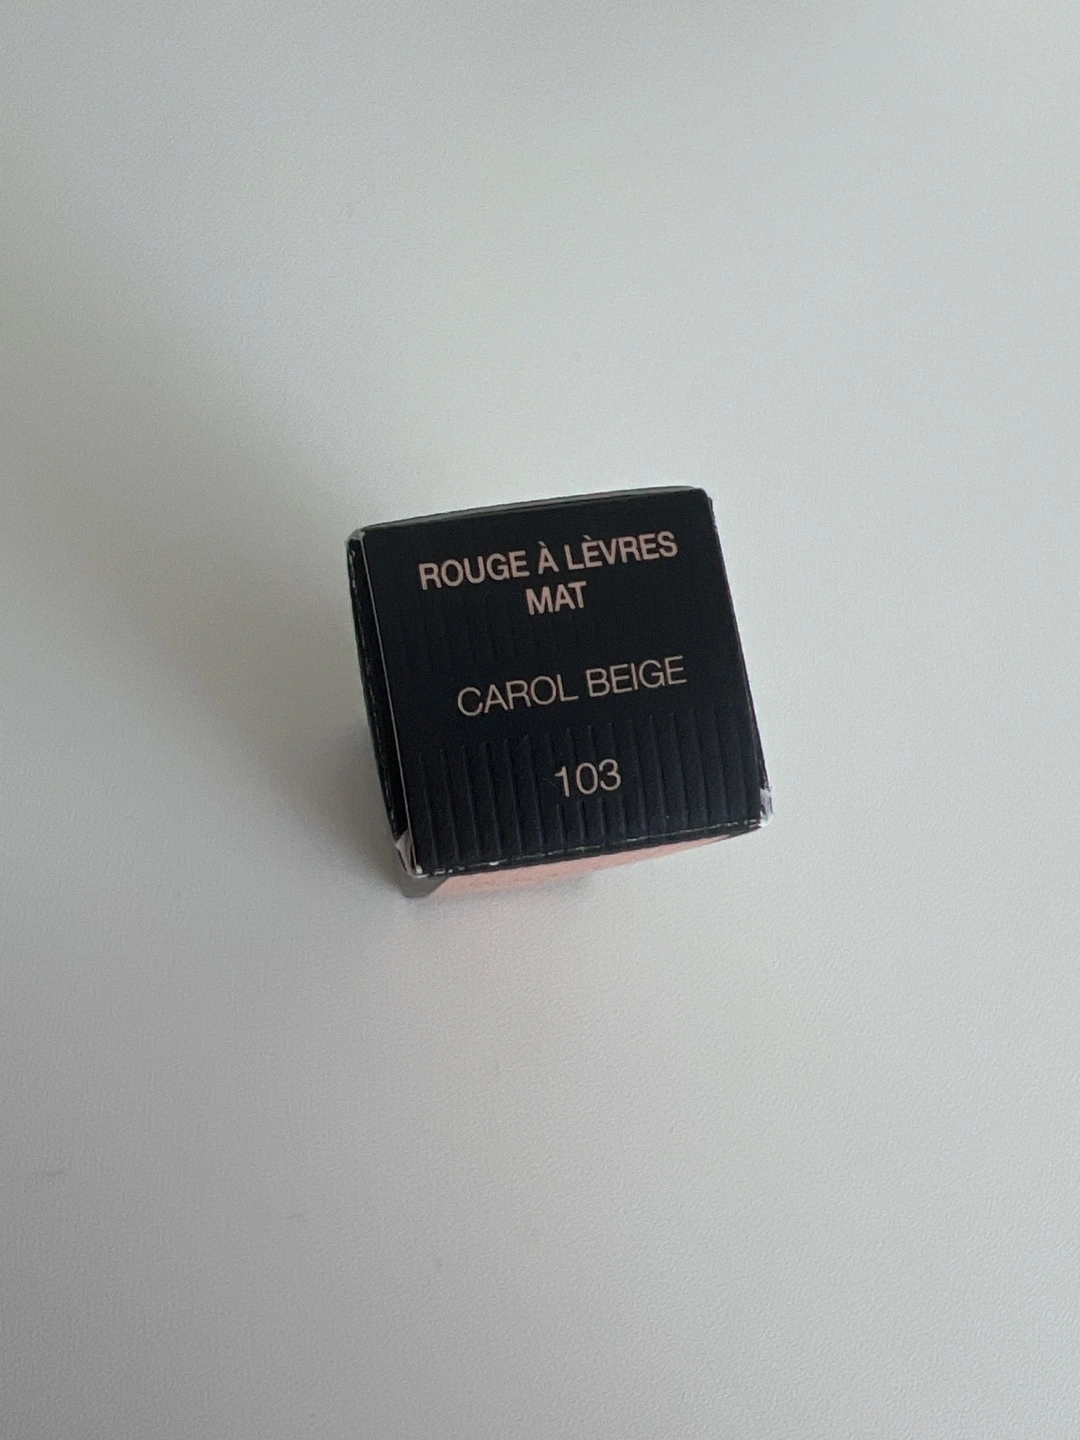 ROUGE À LÈVRES
MAT
CAROL BEIGE
103